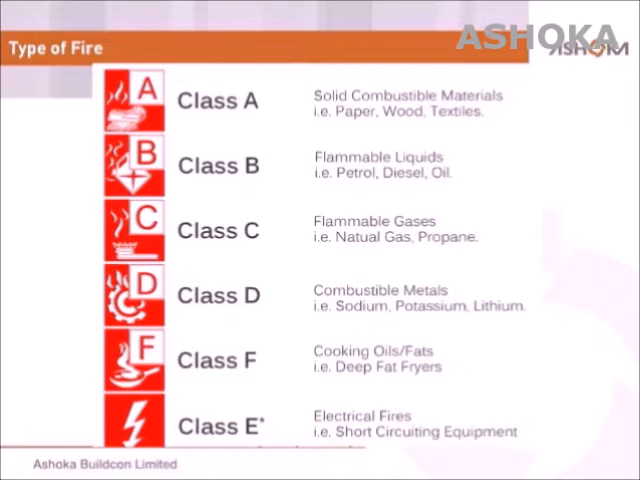 ASHOKA
ASHOKA
Type of Fire
A
Class A
Solid Combustible Materials
i.e. Paper, Wood, Textiles.
B
Class B
Flammable Liquids
i.e. Petrol, Diesel, Oil.
C
Class C
Flammable Gases
i.e. Natual Gas, Propane.
D
Class D
Combustible Metals
i.e. Sodium, Potassium, Lithium.
F
Class F
Cooking Oils/Fats
i.e. Deep Fat Fryers
Class E*
Electrical Fires
i.e. Short Circuiting Equipment
Ashoka Buildcon Limited